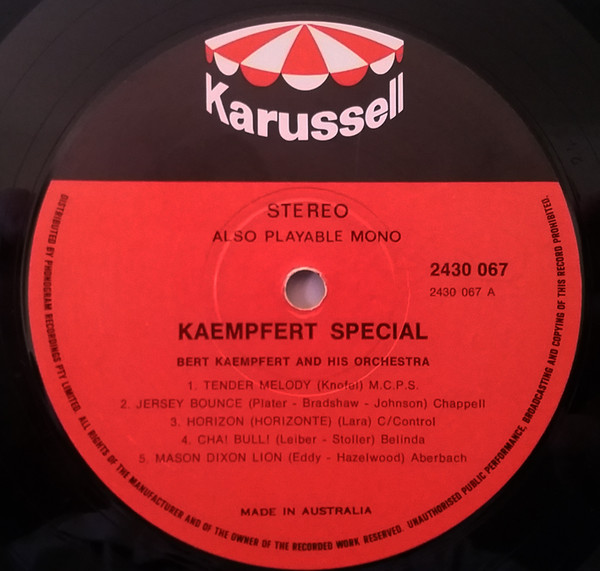 Karussell
STEREO
ALSO PLAYABLE MONO
2430 067
2430 067 A
KAEMPFERT SPECIAL
BERT KAEMPFERT AND HIS ORCHESTRA
1. TENDER MELODY (Knofel) M.C.P.S.
2. JERSEY BOUNCE (Plater - Bradshaw - Johnson) Chappell
3. HORIZON (HORIZONTE) (Lara) C/Control
4. CHA! BULL! (Leiber - Stoller) Belinda
5. MASON DIXON LION (Eddy - Hazelwood) Aberbach
MADE IN AUSTRALIA
DISTRIBUTED BY PHONOGRAM RECORDINGS PTY LIMITED. ALL RIGHTS OF THE MANUFACTURER AND OF THE OWNER OF THE RECORDED WORK RESERVED. UNAUTHORISED PUBLIC PERFORMANCE, BROADCASTING AND COPYING OF THIS RECORD PROHIBITED.